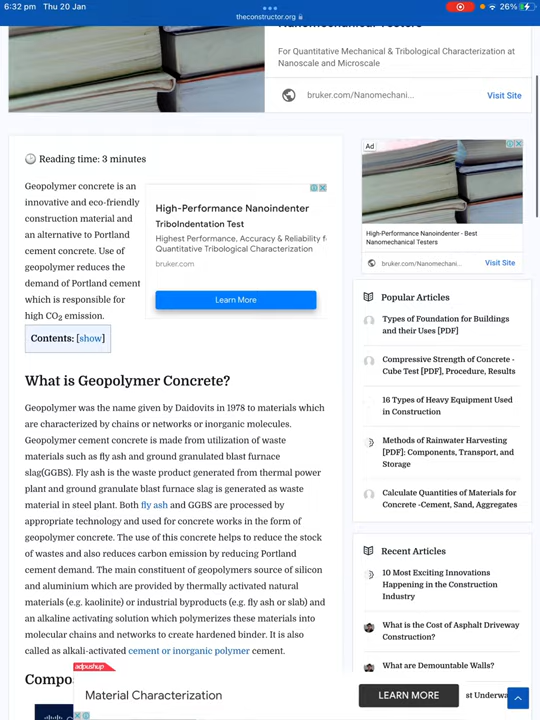 6:32 pm Thu 20 Jan
theconstructor.org
26%
For Quantitative Mechanical & Tribological Characterization at
Nanoscale and Microscale
bruker.com/Nanomechani...
Visit Site
Reading time: 3 minutes
Geopolymer concrete is an
innovative and eco-friendly
construction material and
an alternative to Portland
cement concrete. Use of
geopolymer reduces the
demand of Portland cement
which is responsible for
high CO2 emission.
High-Performance Nanoindenter
TriboIndentation Test
Highest Performance, Accuracy & Reliability f
Quantitative Tribological Characterization
bruker.com
Learn More
Contents: [show]
What is Geopolymer Concrete?
Geopolymer was the name given by Daidovits in 1978 to materials which
are characterized by chains or networks or inorganic molecules.
Geopolymer cement concrete is made from utilization of waste
materials such as fly ash and ground granulated blast furnace
slag(GGBS). Fly ash is the waste product generated from thermal power
plant and ground granulate blast furnace slag is generated as waste
material in steel plant. Both fly ash and GGBS are processed by
appropriate technology and used for concrete works in the form of
geopolymer concrete. The use of this concrete helps to reduce the stock
of wastes and also reduces carbon emission by reducing Portland
cement demand. The main constituent of geopolymers source of silicon
and aluminium which are provided by thermally activated natural
materials (e.g. kaolinite) or industrial byproducts (e.g. fly ash or slab) and
an alkaline activating solution which polymerizes these materials into
molecular chains and networks to create hardened binder. It is also
called as alkali-activated cement or inorganic polymer cement.
Compo
Ad
High-Performance Nanoindenter - Best
Nanomechanical Testers
bruker.com/Nanomechani...
Visit Site
Popular Articles
Types of Foundation for Buildings
and their Uses [PDF]
Compressive Strength of Concrete -
Cube Test [PDF], Procedure, Results
16 Types of Heavy Equipment Used
in Construction
Methods of Rainwater Harvesting
[PDF]: Components, Transport, and
Storage
Calculate Quantities of Materials for
Concrete -Cement, Sand, Aggregates
Recent Articles
10 Most Exciting Innovations
Happening in the Construction
Industry
What is the Cost of Asphalt Driveway
Construction?
What are Demountable Walls?
st Underwa
adpushup
Material Characterization
LEARN MORE